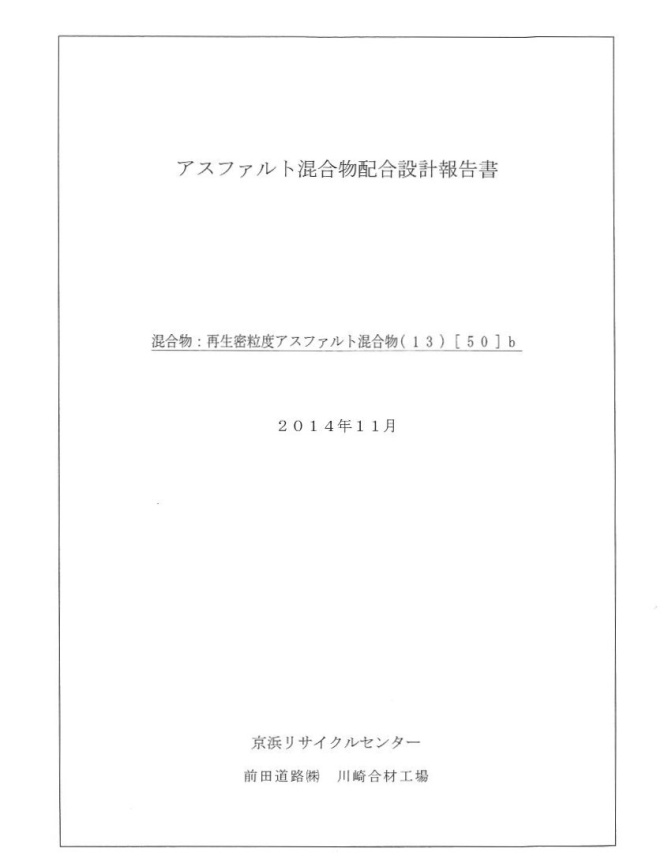 アスファルト混合物配合設計報告書
混合物：再生密粒度アスファルト混合物(１３)［５０］b
２０１４年１１月
京浜リサイクルセンター
前田道路㈱　川崎合材工場